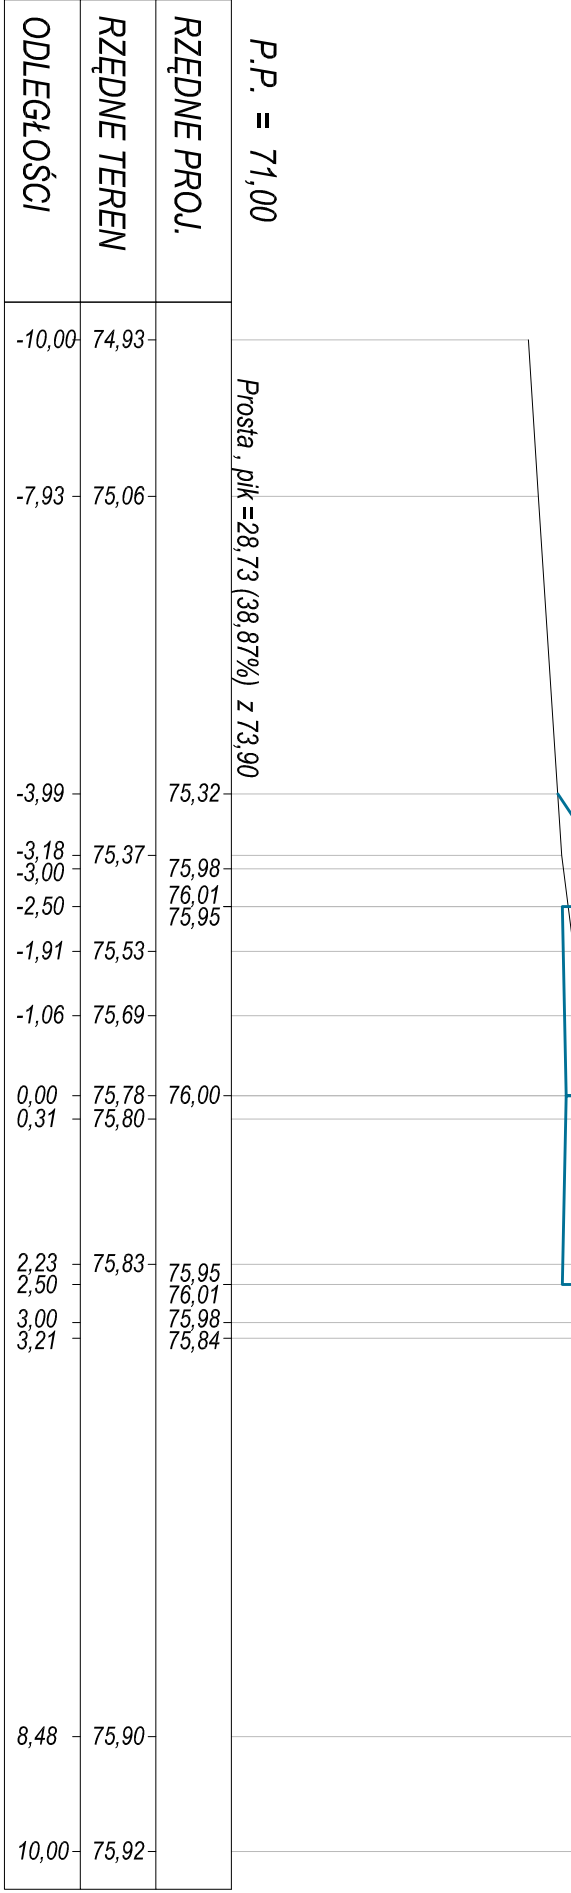 P.P. = 71,00
RZĘDNE PROJ.
RZĘDNE TEREN
ODLEGŁOŚCI
Prosta , pik =28,73 (38,87%) z 73,90
-10,00 74,93
-7,93 75,06
-3,99 75,32
-3,18 75,37
-3,00 75,98
76,01
-2,50 75,95
-1,91 75,53
-1,06 75,69
0,00 75,78 76,00
0,31 75,80
2,23 75,83
75,95
2,50 76,01
3,00 75,98
3,21 75,84
8,48 75,90
10,00 75,92